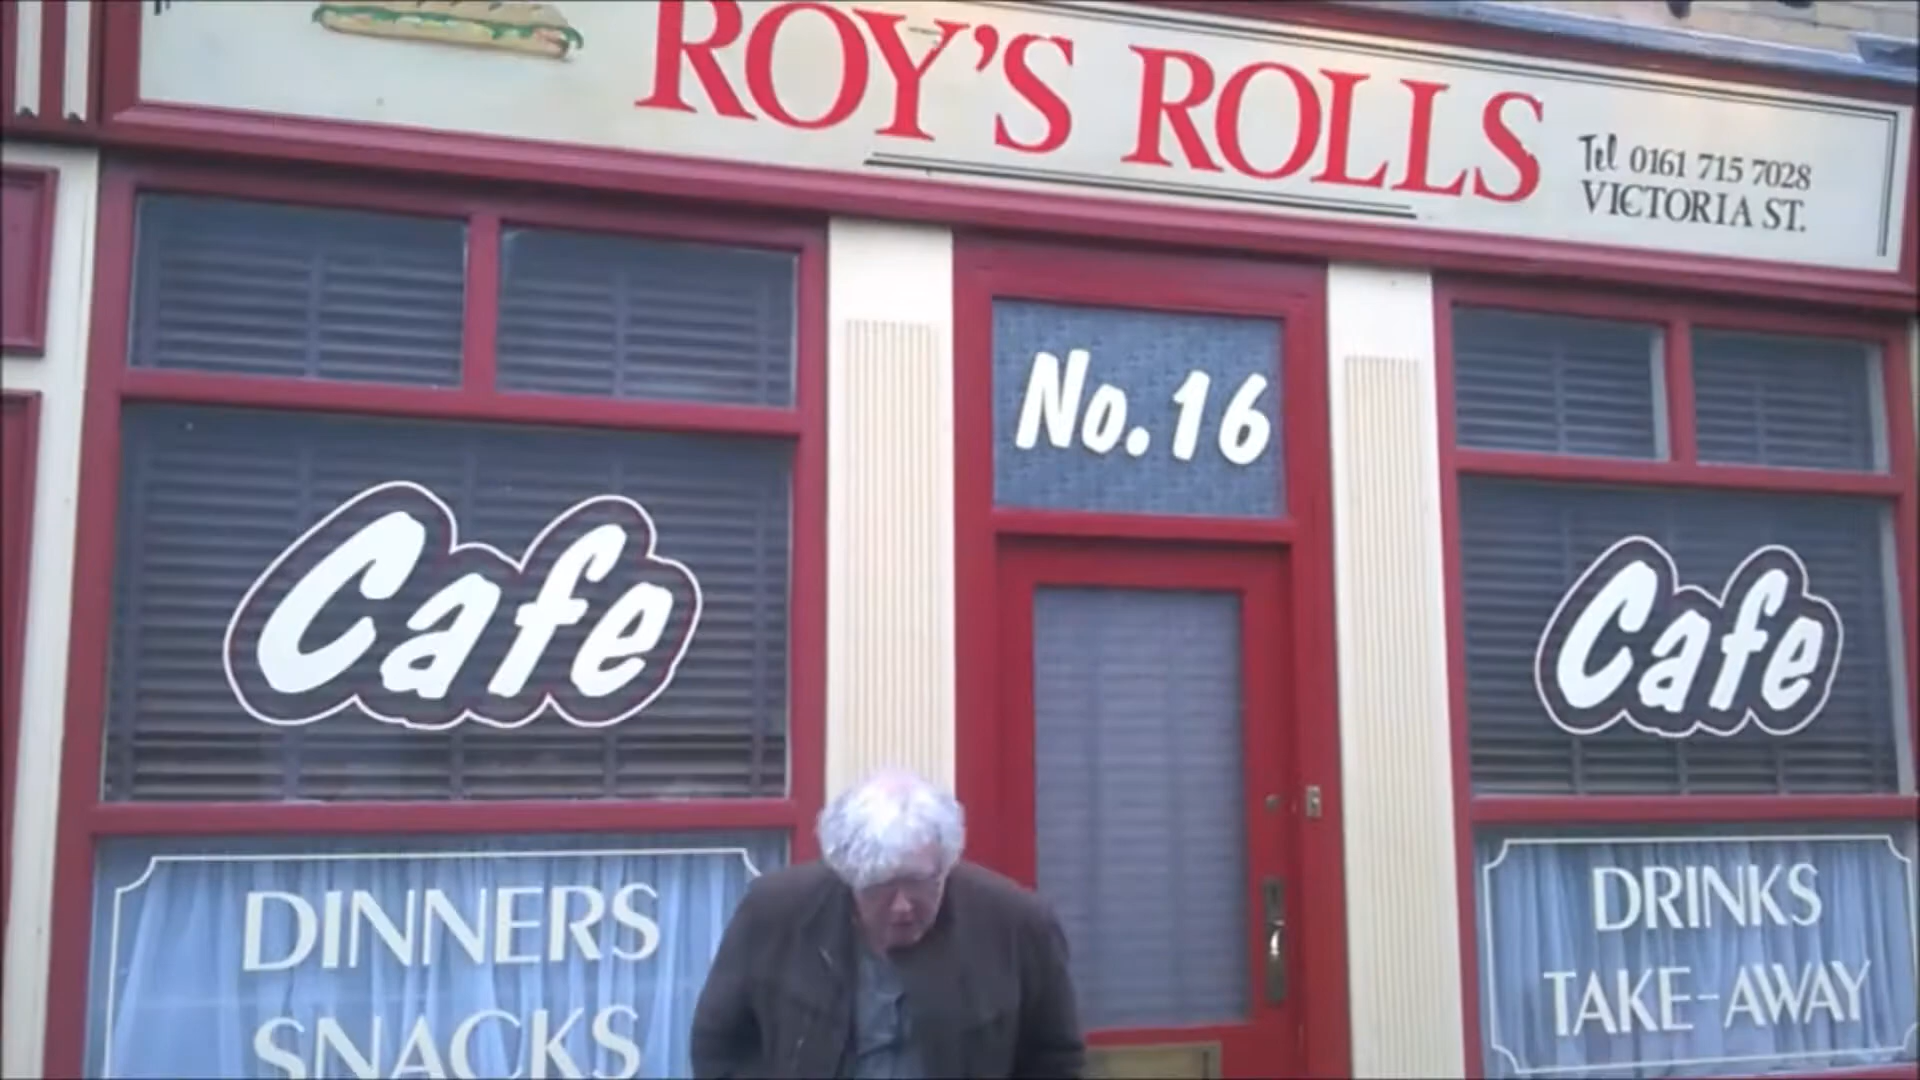 ROY'S ROLLS
Tel 0161 715 7028
VICTORIA ST.
No.16
Cafe
Cafe
DINNERS
SNACKS
DRINKS
TAKE-AWAY